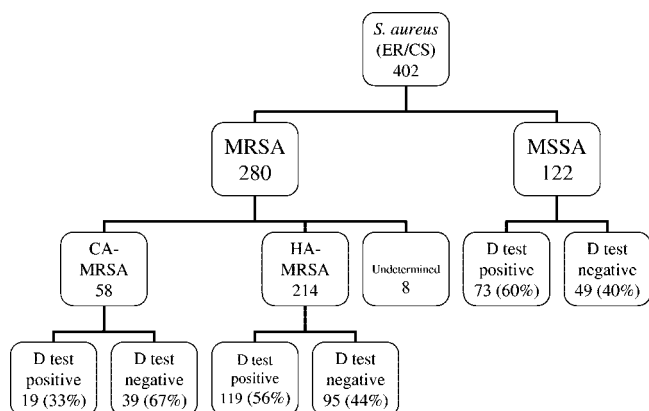 S. aureus
(ER/CS)
402
MRSA
280
MSSA
122
CA-
MRSA
58
HA-
MRSA
214
Undetermined
8
D test
positive
73 (60%)
D test
negative
49 (40%)
D test
positive
19 (33%)
D test
negative
39 (67%)
D test
positive
119 (56%)
D test
negative
95 (44%)